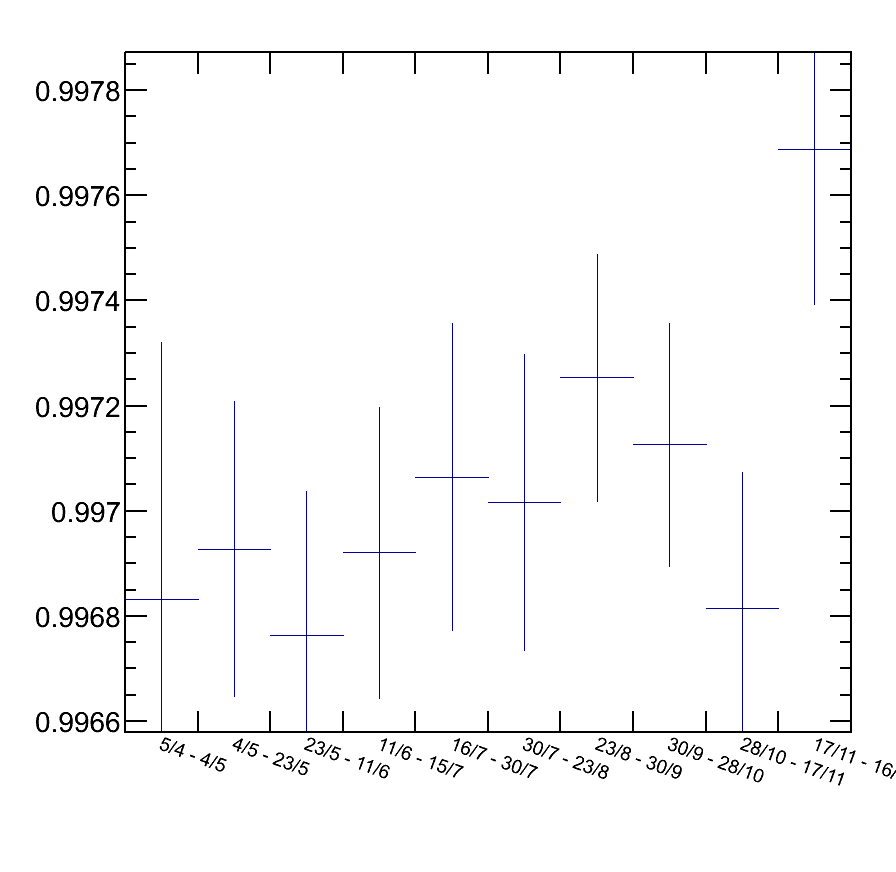 0.9978
0.9976
0.9974
0.9972
0.997
0.9968
0.9966
5/4 - 4/5
4/5 - 23/5
23/5 - 11/6
11/6 - 15/7
16/7 - 30/7
30/7 - 23/8
23/8 - 30/9
30/9 - 28/10
28/10 - 17/11
17/11 - 16/